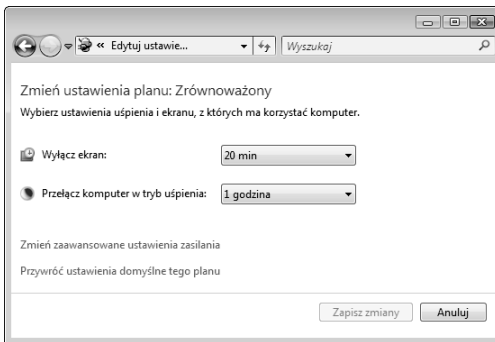 « Edytuj ustawie...
Wyszukaj
Zmień ustawienia planu: Zrównoważony
Wybierz ustawienia uśpienia i ekranu, z których ma korzystać komputer.
Wyłącz ekran: 20 min
Przełącz komputer w tryb uśpienia: 1 godzina
Zmień zaawansowane ustawienia zasilania
Przywróć ustawienia domyślne tego planu
Zapisz zmiany Anuluj